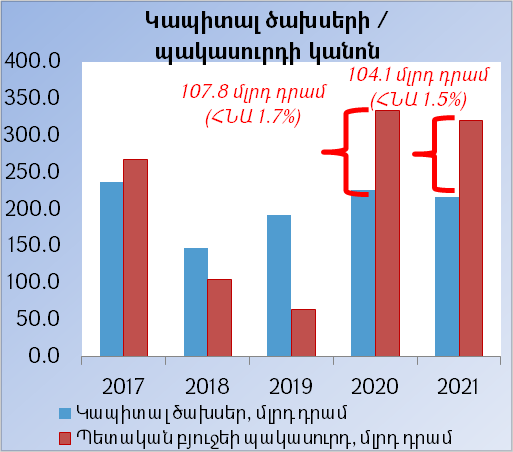 Կապիտալ ծախսերի /
պակասուրդի կանոն
400.0
350.0
300.0
250.0
200.0
150.0
100.0
50.0
0.0
107.8 մլրդ դրամ
(ՀՆԱ 1.7%)
104.1 մլրդ դրամ
(ՀՆԱ 1.5%)
2017 2018 2019 2020 2021
Կապիտալ ծախսեր, մլրդ դրամ
Պետական բյուջեի պակասուրդ, մլրդ դրամ